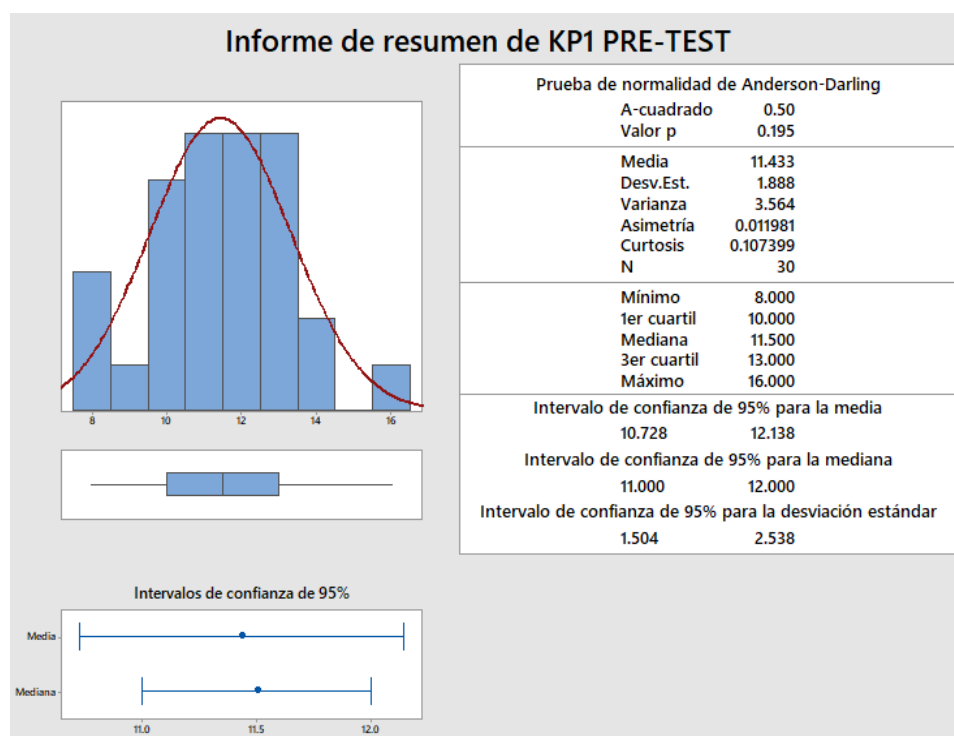 Informe de resumen de KP1 PRE-TEST
8 10 12 14 16
Intervalos de confianza de 95%
Media
Mediana
11.0 11.5 12.0
Prueba de normalidad de Anderson-Darling
A-cuadrado 0.50
Valor p 0.195
Media 11.433
Desv.Est. 1.888
Varianza 3.564
Asimetría 0.011981
Curtosis 0.107399
N 30
Mínimo 8.000
1er cuartil 10.000
Mediana 11.500
3er cuartil 13.000
Máximo 16.000
Intervalo de confianza de 95% para la media
10.728 12.138
Intervalo de confianza de 95% para la mediana
11.000 12.000
Intervalo de confianza de 95% para la desviación estándar
1.504 2.538